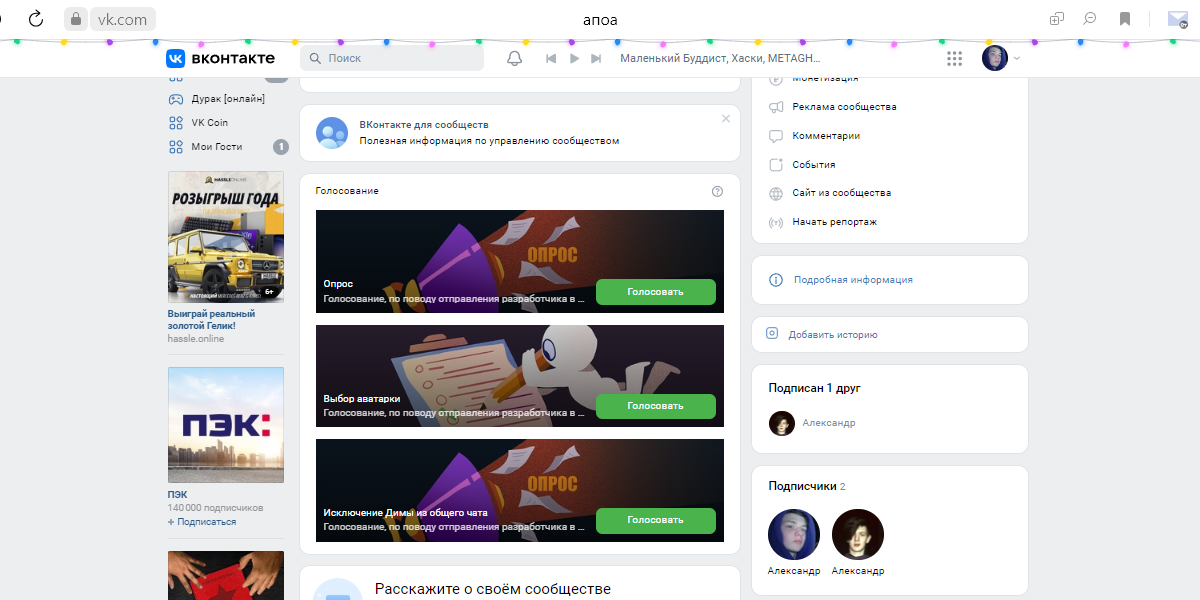 vk.com
апоа
ВКОНТАКТЕ
Поиск
Маленький Буддист, Хаски, METAGH...
Дурак [онлайн]
VK Coin
Мои Гости
1
HASSLE ONLINE
РОЗЫГРЫШ ГОДА
6+
Выиграй реальный
золотой Гелик!
hassle.online
ПЭК:
ПЭК
140 000 подписчиков
+ Подписаться
ВКонтакте для сообществ
Полезная информация по управлению сообществом
Голосование
ОПРОС
Опрос
Голосование, по поводу отправления разработчика в ...
Голосовать
Выбор аватарки
Голосование, по поводу отправления разработчика в ...
Голосовать
ОПРОС
Исключение Димы из общего чата
Голосование, по поводу отправления разработчика в ...
Голосовать
Расскажите о своём сообществе
Монетизация
Реклама сообщества
Комментарии
События
Сайт из сообщества
Начать репортаж
Подробная информация
Добавить историю
Подписан 1 друг
Александр
Подписчики 2
Александр
Александр